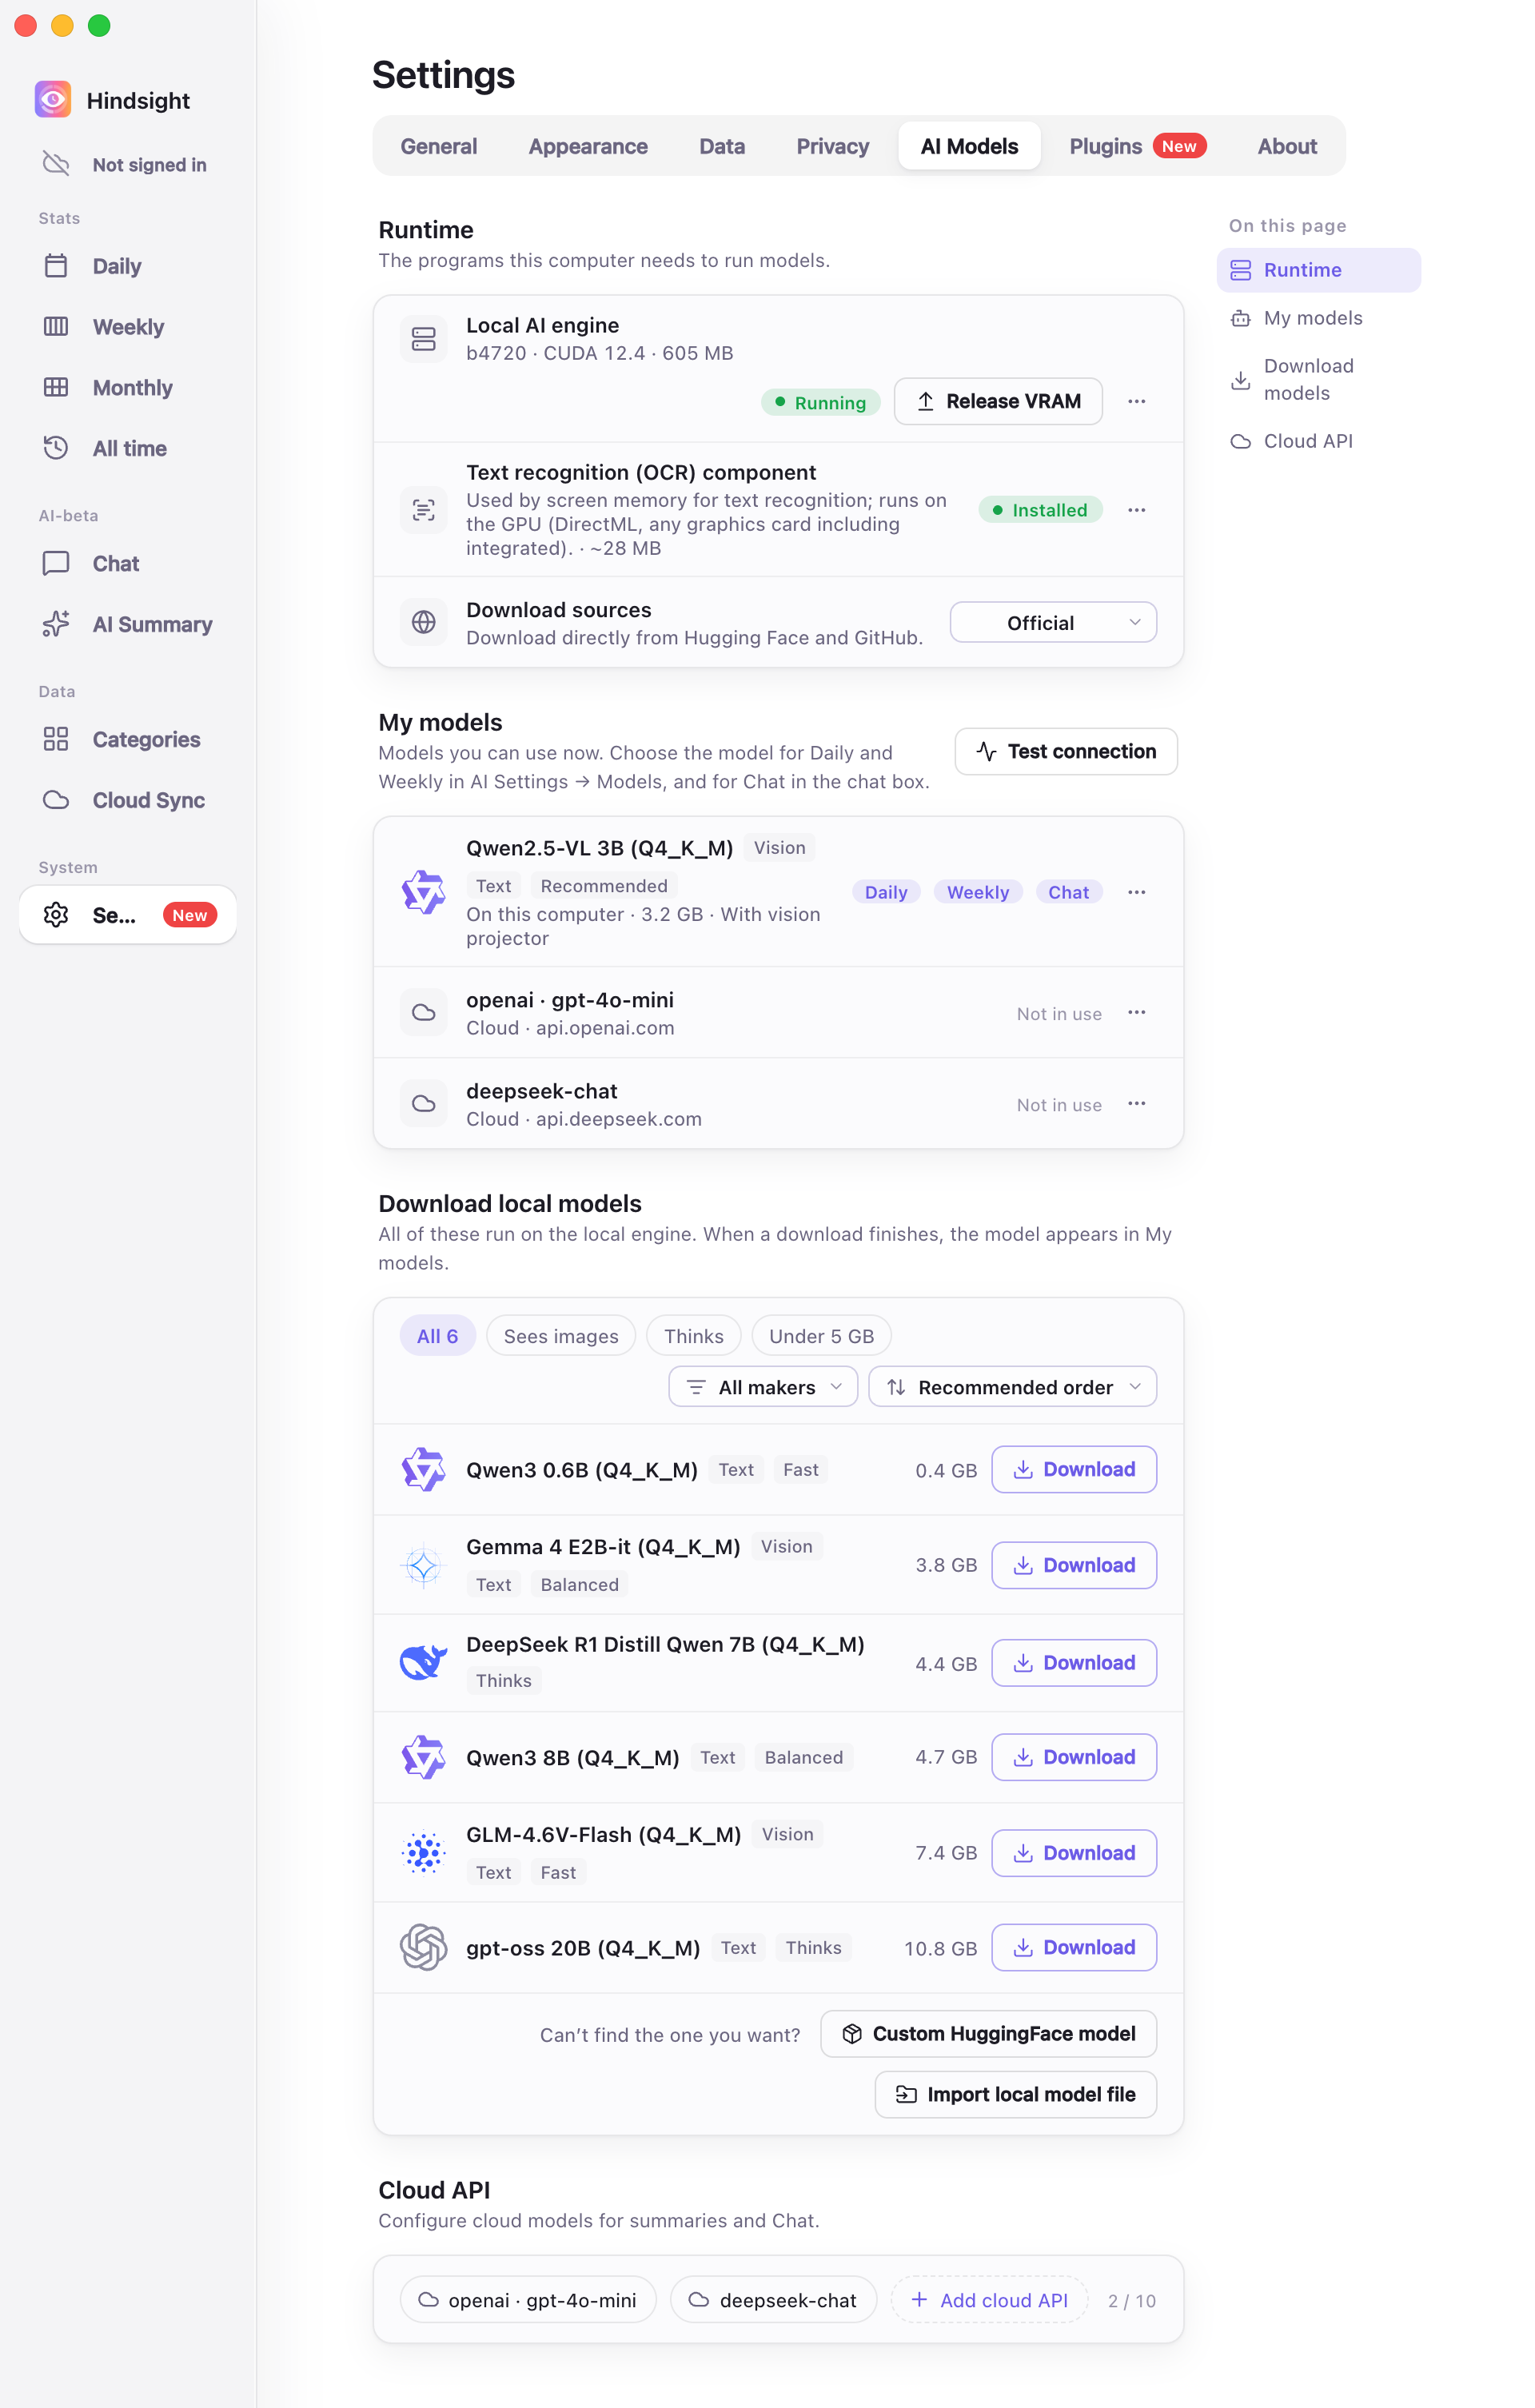 Hindsight
Not signed in
Stats
Daily
Weekly
Monthly
All time
AI-beta
Chat
AI Summary
Data
Categories
Cloud Sync
System
Se... New
Settings
General Appearance Data Privacy AI Models Plugins New About
On this page
Runtime
My models
Download
models
Cloud API
Runtime
The programs this computer needs to run models.
Local AI engine
b4720 · CUDA 12.4 · 605 MB
Running Release VRAM
Text recognition (OCR) component
Used by screen memory for text recognition; runs on
the GPU (DirectML, any graphics card including
integrated). · ~28 MB
Installed
Download sources
Download directly from Hugging Face and GitHub.
Official
My models
Models you can use now. Choose the model for Daily and
Weekly in AI Settings → Models, and for Chat in the chat box.
Test connection
Qwen2.5-VL 3B (Q4_K_M) Vision
Text Recommended
On this computer · 3.2 GB · With vision
projector
Daily Weekly Chat
openai · gpt-4o-mini
Cloud · api.openai.com
Not in use
deepseek-chat
Cloud · api.deepseek.com
Not in use
Download local models
All of these run on the local engine. When a download finishes, the model appears in My
models.
All 6 Sees images Thinks Under 5 GB
All makers Recommended order
Qwen3 0.6B (Q4_K_M) Text Fast 0.4 GB Download
Gemma 4 E2B-it (Q4_K_M) Vision
Text Balanced
3.8 GB Download
DeepSeek R1 Distill Qwen 7B (Q4_K_M)
Thinks
4.4 GB Download
Qwen3 8B (Q4_K_M) Text Balanced 4.7 GB Download
GLM-4.6V-Flash (Q4_K_M) Vision
Text Fast
7.4 GB Download
gpt-oss 20B (Q4_K_M) Text Thinks 10.8 GB Download
Can’t find the one you want? Custom HuggingFace model
Import local model file
Cloud API
Configure cloud models for summaries and Chat.
openai · gpt-4o-mini deepseek-chat + Add cloud API 2 / 10